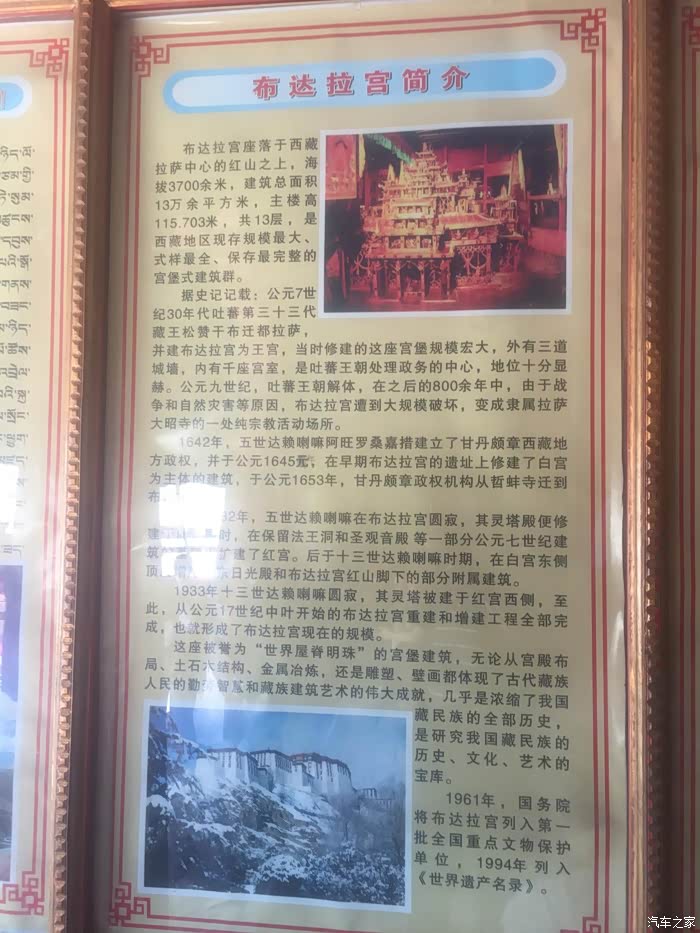 布达拉宫简介
布达拉宫座落于西藏
拉萨中心的红山之上，海
拔3700余米，建筑总面积
13万余平方米，主楼高
115.703米，共13层，是
西藏地区现存规模最大、
式样最全、保存最完整的
宫堡式建筑群。
据史记记载：公元7世
纪30年代吐蕃第三十三代
藏王松赞干布迁都拉萨，
并建布达拉宫为王宫，当时修建的这座宫堡规模宏大，外有三道
城墙，内有千座宫室，是吐蕃王朝处理政务的中心，地位十分显
赫。公元九世纪，吐蕃王朝解体，在之后的800余年中，由于战
争和自然灾害等原因，布达拉宫遭到大规模破坏，变成隶属拉萨
大昭寺的一处纯宗教活动场所。
1642年，五世达赖喇嘛阿旺罗桑嘉措建立了甘丹颇章西藏地
方政权，并于公元1645元，在早期布达拉宫的遗址上修建了白宫
为主体的建筑，于公元1653年，甘丹颇章政权机构从哲蚌寺迁到
布
年，五世达赖喇嘛在布达拉宫圆寂，其灵塔殿便修
建 时，在保留法王洞和圣观音殿等一部分公元七世纪建
筑 扩建了红宫。后于十三世达赖喇嘛时期，在白宫东侧
顶 东日光殿和布达拉宫红山脚下的部分附属建筑。
1933年十三世达赖喇嘛圆寂，其灵塔被建于红宫西侧，至
此，从公元17世纪中叶开始的布达拉宫重建和增建工程全部完
成，也就形成了布达拉宫现在的规模。
这座被誉为“世界屋脊明珠”的宫堡建筑，无论从宫殿布
局、土石木结构、金属冶炼，还是雕塑、壁画都体现了古代藏族
人民的勤劳智慧和藏族建筑艺术的伟大成就，几乎是浓缩了我国
藏民族的全部历史，
是研究我国藏民族的
历史、文化、艺术的
宝库。
1961年，国务院
将布达拉宫列入第一
批全国重点文物保护
单位，1994年列入
《世界遗产名录》。
汽车之家